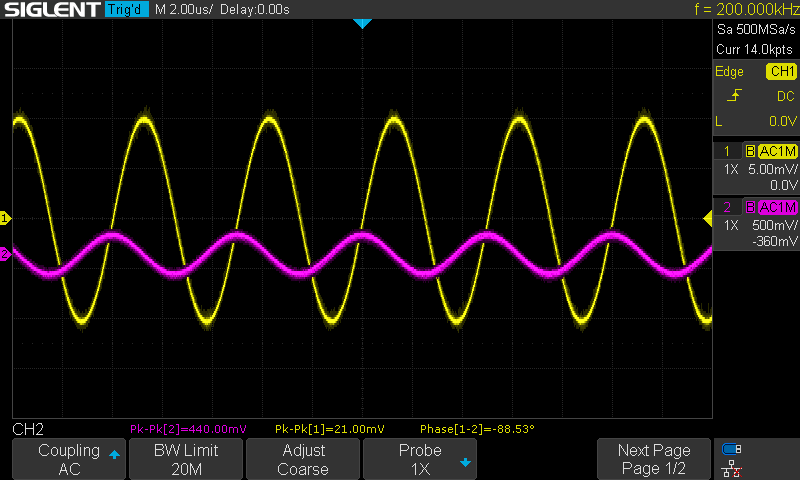 SIGLENT Trig'd M 2.00us/ Delay:0.00s f = 200.000kHz
Sa 500MSa/s
Curr 14.0kpts
Edge CH1
DC
L 0.0V
1 B AC1M
1X 5.00mV/
0.0V
2 B AC1M
1X 500mV/
-360mV
1
2
CH2 Pk-Pk[2]=440.00mV Pk-Pk[1]=21.00mV Phase[1-2]=-88.53°
Coupling BW Limit Adjust Probe Next Page
AC 20M Coarse 1X Page 1/2